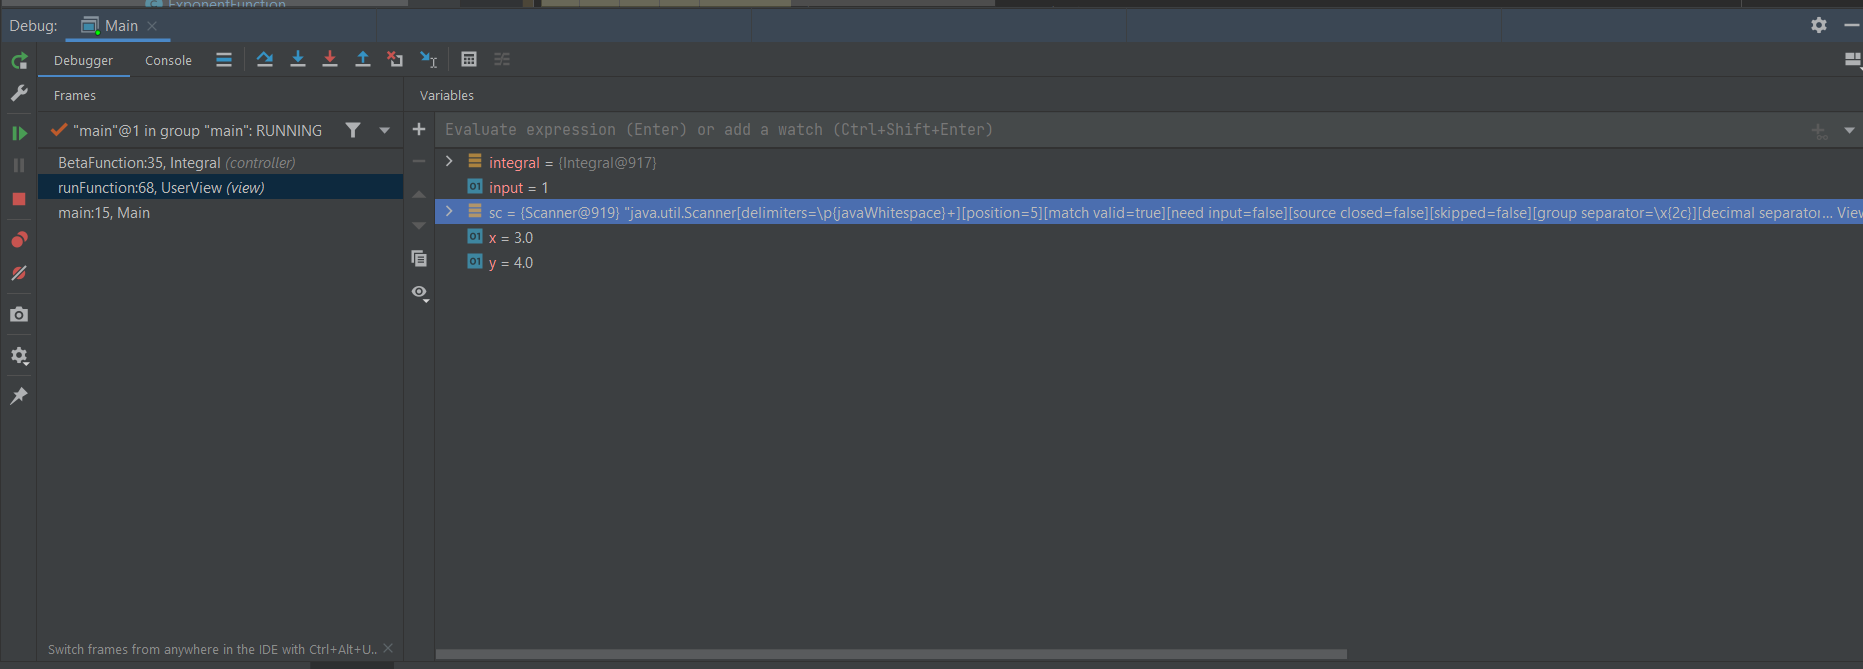 ExponentFunction
Debug: Main
Debugger Console
Frames
Variables
"main"@1 in group "main": RUNNING
Evaluate expression (Enter) or add a watch (Ctrl+Shift+Enter)
BetaFunction:35, Integral (controller)
runFunction:68, UserView (view)
main:15, Main
integral = {Integral@917}
01 input = 1
sc = {Scanner@919} "java.util.Scanner[delimiters=\p{javaWhitespace}+][position=5][match valid=true][need input=false][source closed=false][skipped=false][group separator=\x{2c}][decimal separator... View
01 x = 3.0
01 y = 4.0
Switch frames from anywhere in the IDE with Ctrl+Alt+U..